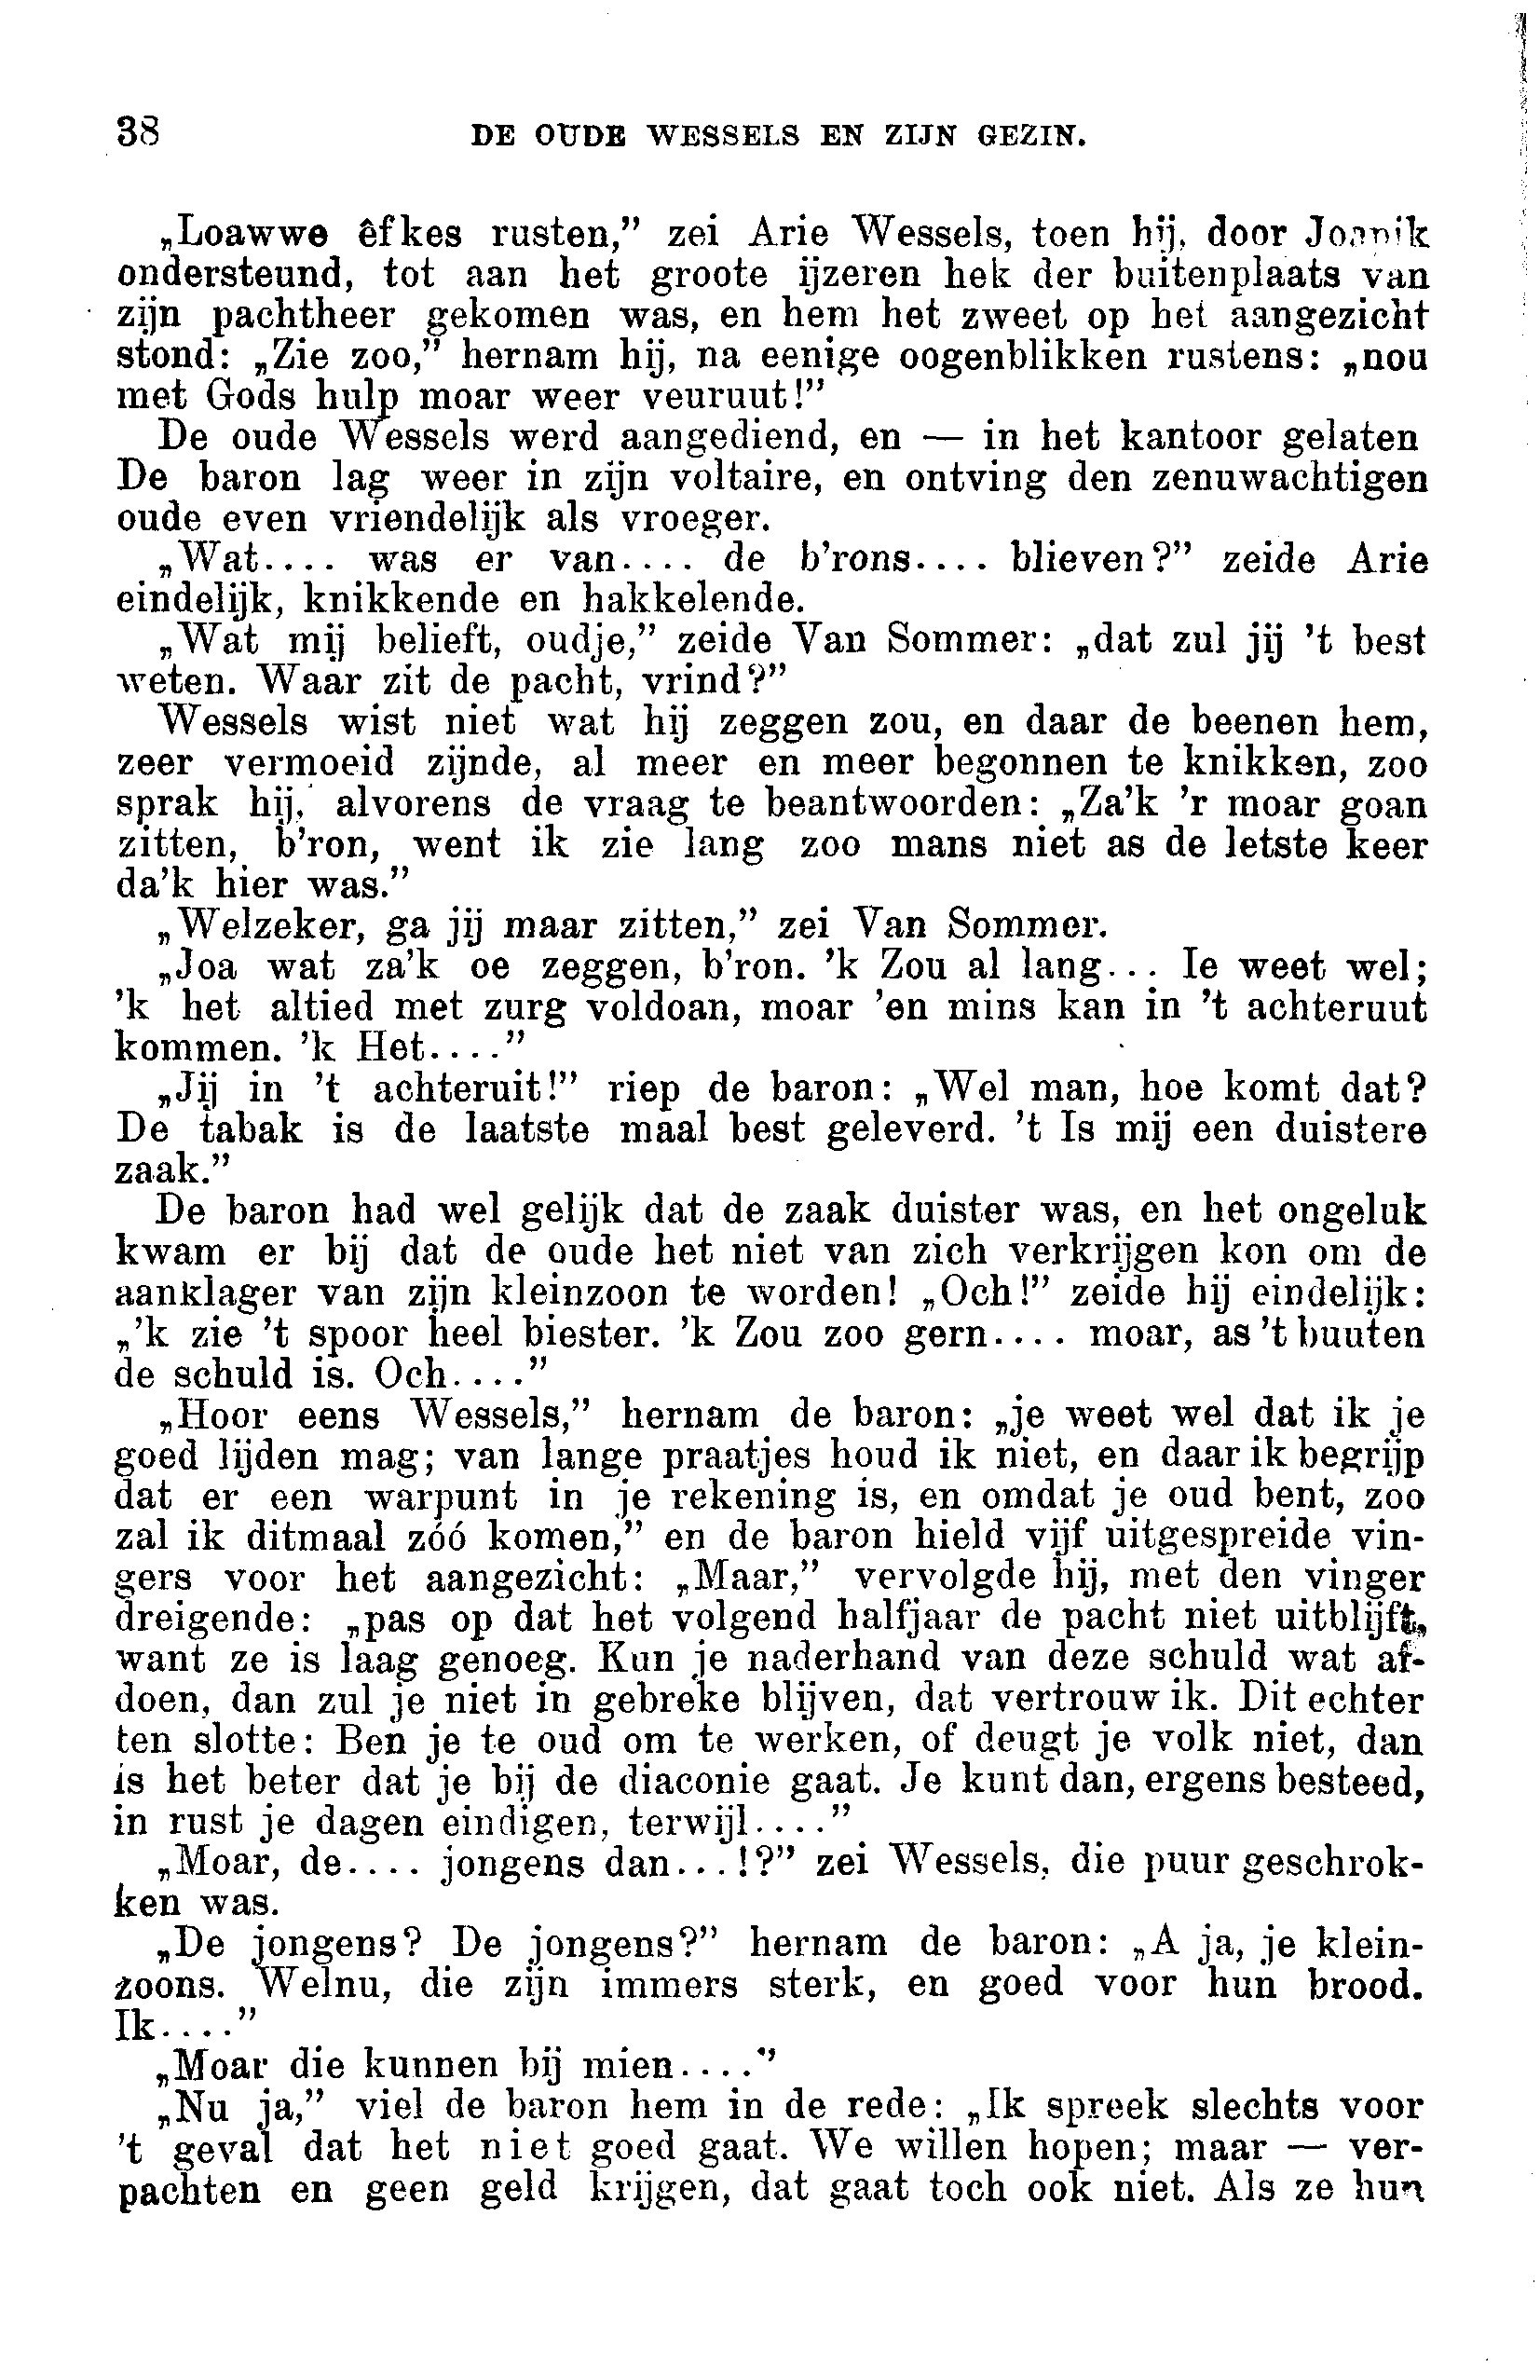 38 DE OUDE WESSELS EN ZIJN GEZIN.
„Loawwe êfkes rusten,” zei Arie Wessels, toen hij, door Jonnik
ondersteund, tot aan het groote ijzeren hek der buitenplaats van
zijn pachtheer gekomen was, en hem het zweet op het aangezicht
stond: „Zie zoo,” hernam hij, na eenige oogenblikken rustens: „nou
met Gods hulp moar weer veuruut!”
De oude Wessels werd aangediend, en — in het kantoor gelaten
De baron lag weer in zijn voltaire, en ontving den zenuwachtigen
oude even vriendelijk als vroeger.
„Wat.... was er van.... de b'rons.... blieven?” zeide Arie
eindelijk, knikkende en hakkelende.
„Wat mij belieft, oudje,” zeide Van Sommer: „dat zul jij 't best
weten. Waar zit de pacht, vrind?”
Wessels wist niet wat hij zeggen zou, en daar de beenen hem,
zeer vermoeid zijnde, al meer en meer begonnen te knikken, zoo
sprak hij, alvorens de vraag te beantwoorden: „Za'k 'r moar goan
zitten, b'ron, went ik zie lang zoo mans niet as de letste keer
da'k hier was.”
„Welzeker, ga jij maar zitten,” zei Van Sommer.
„Joa wat za'k oe zeggen, b'ron. 'k Zou al lang... Ie weet wel;
'k het altied met zurg voldoan, moar 'en mins kan in 't achteruut
kommen. 'k Het....”
„Jij in 't achteruit!” riep de baron: „Wel man, hoe komt dat?
De tabak is de laatste maal best geleverd. 't Is mij een duistere
zaak.”
De baron had wel gelijk dat de zaak duister was, en het ongeluk
kwam er bij dat de oude het niet van zich verkrijgen kon om de
aanklager van zijn kleinzoon te worden! „Och!” zeide hij eindelijk:
„'k zie 't spoor heel biester. 'k Zou zoo gern.... moar, as 't buuten
de schuld is. Och....”
„Hoor eens Wessels,” hernam de baron: „je weet wel dat ik je
goed lijden mag; van lange praatjes houd ik niet, en daar ik begrijp
dat er een warpunt in je rekening is, en omdat je oud bent, zoo
zal ik ditmaal zóó komen,” en de baron hield vijf uitgespreide vin-
gers voor het aangezicht: „Maar,” vervolgde hij, met den vinger
dreigende: „pas op dat het volgend halfjaar de pacht niet uitblijft,
want ze is laag genoeg. Kun je naderhand van deze schuld wat af-
doen, dan zul je niet in gebreke blijven, dat vertrouw ik. Dit echter
ten slotte: Ben je te oud om te werken, of deugt je volk niet, dan
is het beter dat je bij de diaconie gaat. Je kunt dan, ergens besteed,
in rust je dagen eindigen, terwijl....”
„Moar, de.... jongens dan...!?” zei Wessels, die puur geschrok-
ken was.
„De jongens? De jongens?” hernam de baron: „A ja, je klein-
zoons. Welnu, die zijn immers sterk, en goed voor hun brood.
Ik....”
„Moar die kunnen bij mien....”
„Nu ja,” viel de baron hem in de rede: „Ik spreek slechts voor
't geval dat het niet goed gaat. We willen hopen; maar — ver-
pachten en geen geld krijgen, dat gaat toch ook niet. Als ze hun